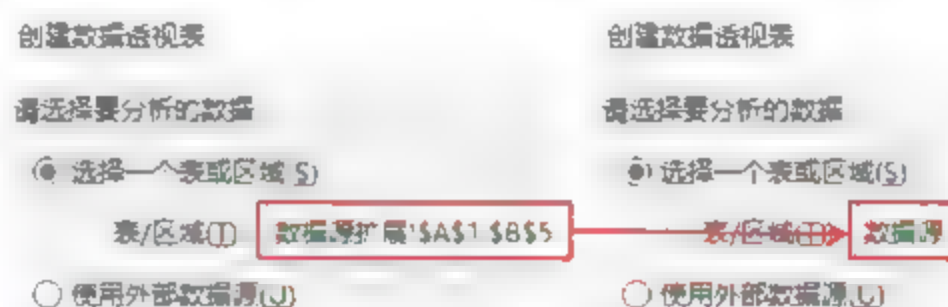 创建数据透视表
创建数据透视表
请选择要分析的数据
请选择要分析的数据
选择一个表或区域(S)
选择一个表或区域(S)
表/区域(T) 数据源扩展'!$A$1:$B$5
表/区域(T) 数据源
使用外部数据源(U)
使用外部数据源(U)